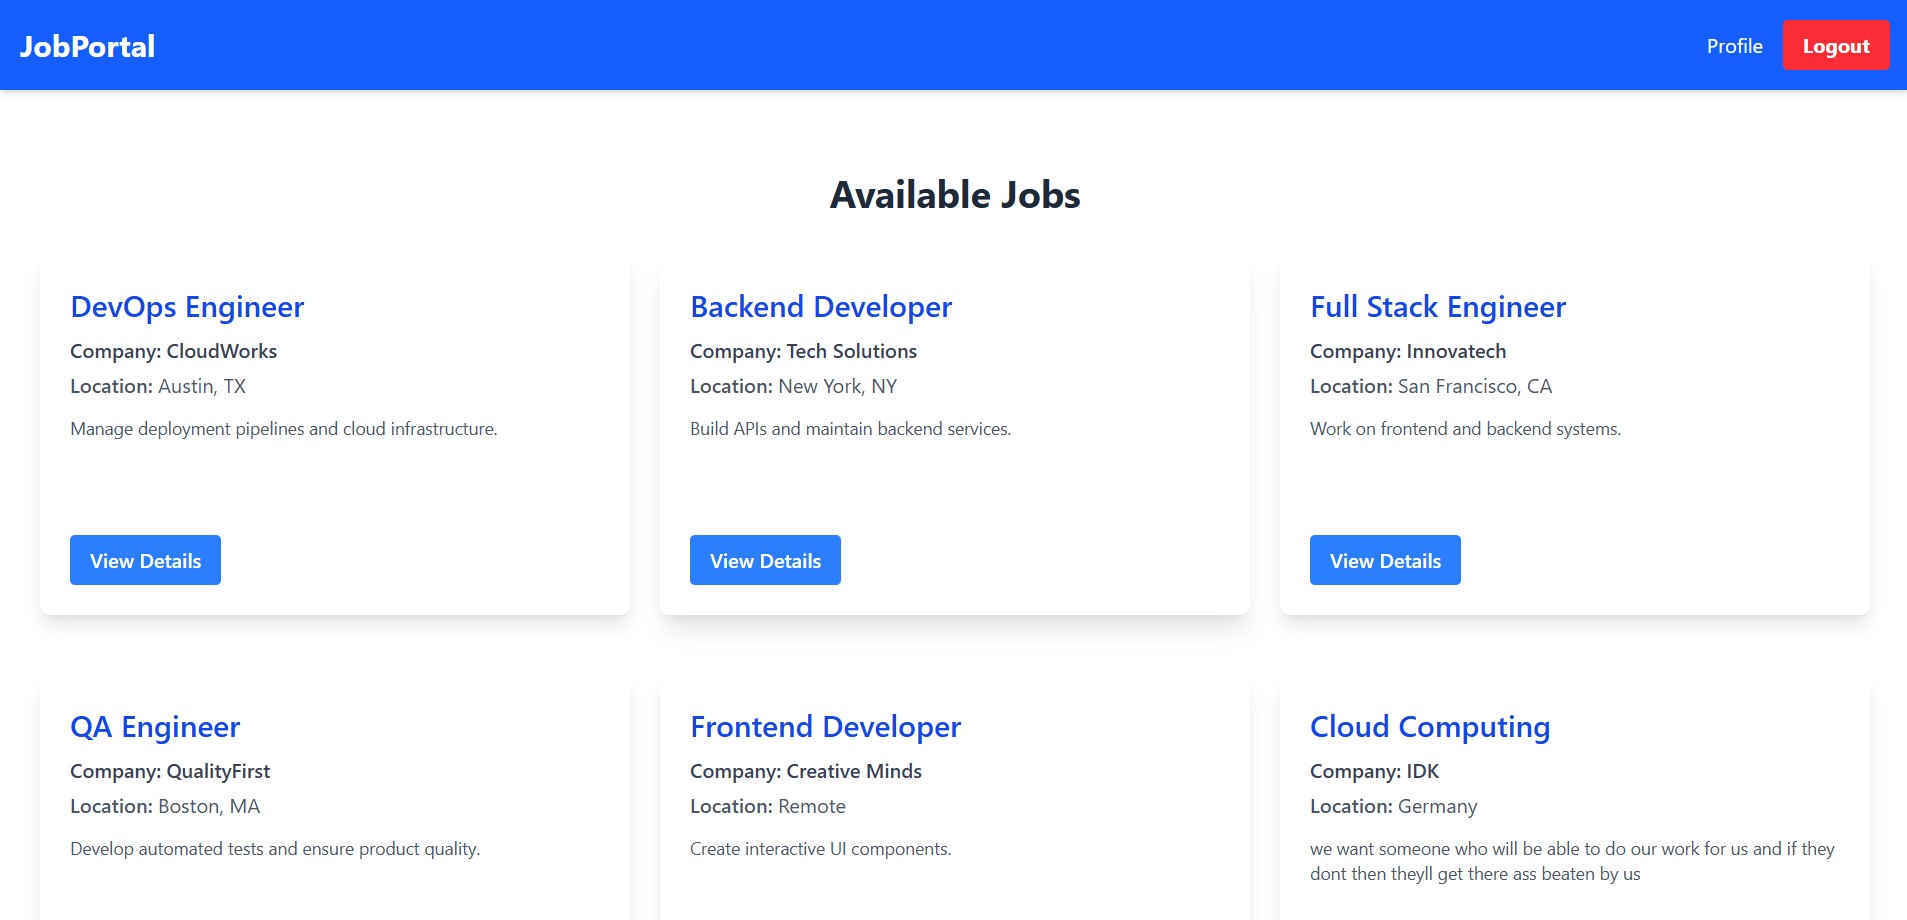 JobPortal
Profile
Logout
Available Jobs
DevOps Engineer
Company: CloudWorks
Location: Austin, TX
Manage deployment pipelines and cloud infrastructure.
View Details
Backend Developer
Company: Tech Solutions
Location: New York, NY
Build APIs and maintain backend services.
View Details
Full Stack Engineer
Company: Innovatech
Location: San Francisco, CA
Work on frontend and backend systems.
View Details
QA Engineer
Company: QualityFirst
Location: Boston, MA
Develop automated tests and ensure product quality.
Frontend Developer
Company: Creative Minds
Location: Remote
Create interactive UI components.
Cloud Computing
Company: IDK
Location: Germany
we want someone who will be able to do our work for us and if they
dont then theyll get there ass beaten by us